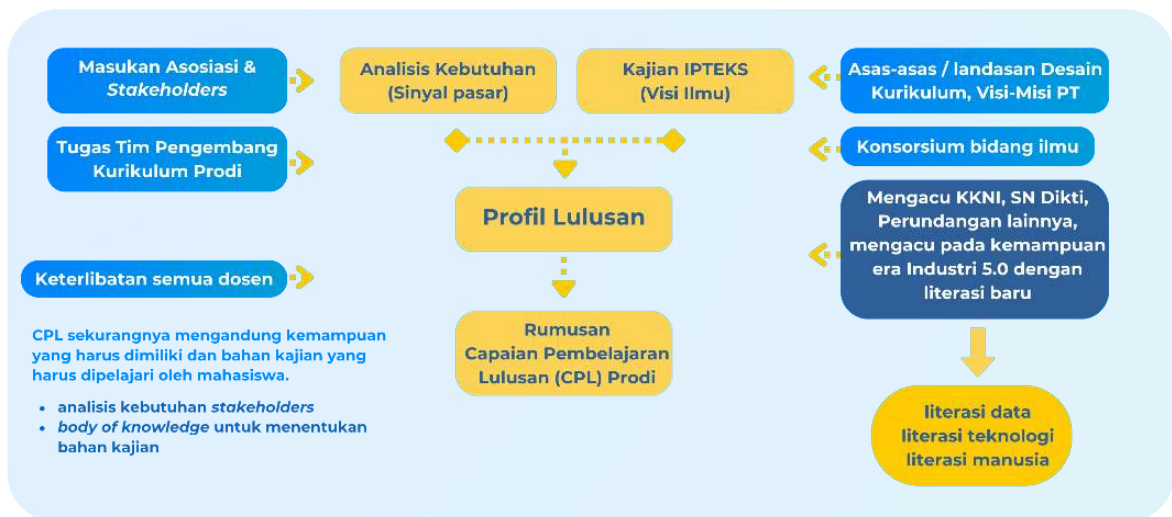 Masukan Asosiasi &
Stakeholders
Analisis Kebutuhan
(Sinyal pasar)
Kajian IPTEKS
(Visi Ilmu)
Asas-asas / landasan Desain
Kurikulum, Visi-Misi PT
Tugas Tim Pengembang
Kurikulum Prodi
Konsorsium bidang ilmu
Profil Lulusan
Mengacu KKNI, SN Dikti,
Perundangan lainnya,
mengacu pada kemampuan
era Industri 5.0 dengan
literasi baru
Keterlibatan semua dosen
CPL sekurangnya mengandung kemampuan
yang harus dimiliki dan bahan kajian yang
harus dipelajari oleh mahasiswa.
• analisis kebutuhan stakeholders
• body of knowledge untuk menentukan
bahan kajian
Rumusan
Capaian Pembelajaran
Lulusan (CPL) Prodi
literasi data
literasi teknologi
literasi manusia